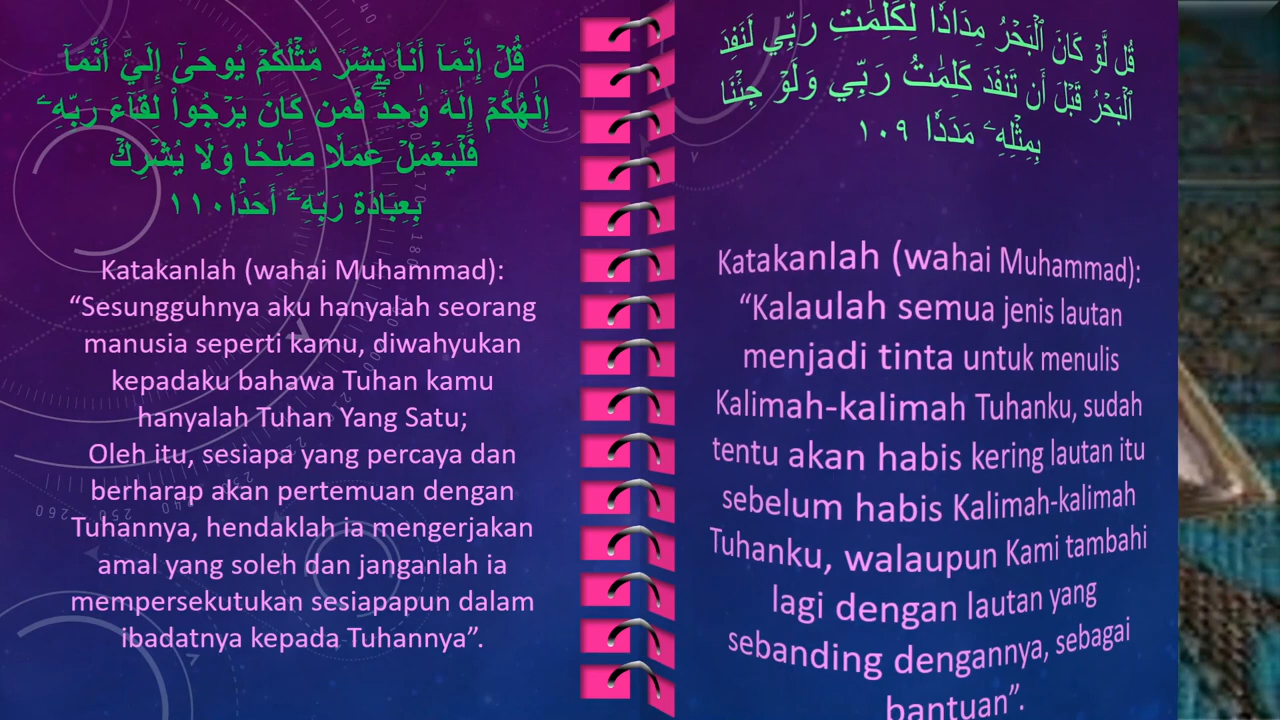 قُلۡ إِنَّمَآ أَنَا۠ بَشَرٞ مِّثۡلُكُمۡ يُوحَىٰٓ إِلَيَّ أَنَّمَآ
إِلَٰهُكُمۡ إِلَٰهٞ وَٰحِدٞۖ فَمَن كَانَ يَرۡجُواْ لِقَآءَ رَبِّهِۦ
فَلۡيَعۡمَلۡ عَمَلٗا صَٰلِحٗا وَلَا يُشۡرِكۡ
بِعِبَادَةِ رَبِّهِۦٓ أَحَدَۢا١١٠
Katakanlah (wahai Muhammad):
“Sesungguhnya aku hanyalah seorang
manusia seperti kamu, diwahyukan
kepadaku bahawa Tuhan kamu
hanyalah Tuhan Yang Satu;
Oleh itu, sesiapa yang percaya dan
berharap akan pertemuan dengan
Tuhannya, hendaklah ia mengerjakan
amal yang soleh dan janganlah ia
mempersekutukan sesiapapun dalam
ibadatnya kepada Tuhannya”.
قُل لَّوۡ كَانَ ٱلۡبَحۡرُ مِدَادٗا لِّكَلِمَٰتِ رَبِّي لَنَفِدَ
ٱلۡبَحۡرُ قَبۡلَ أَن تَنفَدَ كَلِمَٰتُ رَبِّي وَلَوۡ جِئۡنَا
بِمِثۡلِهِۦ مَدَدٗا ١٠٩
Katakanlah (wahai Muhammad):
“Kalaulah semua jenis lautan
menjadi tinta untuk menulis
Kalimah-kalimah Tuhanku, sudah
tentu akan habis kering lautan itu
sebelum habis Kalimah-kalimah
Tuhanku, walaupun Kami tambahi
lagi dengan lautan yang
sebanding dengannya, sebagai
bantuan”.